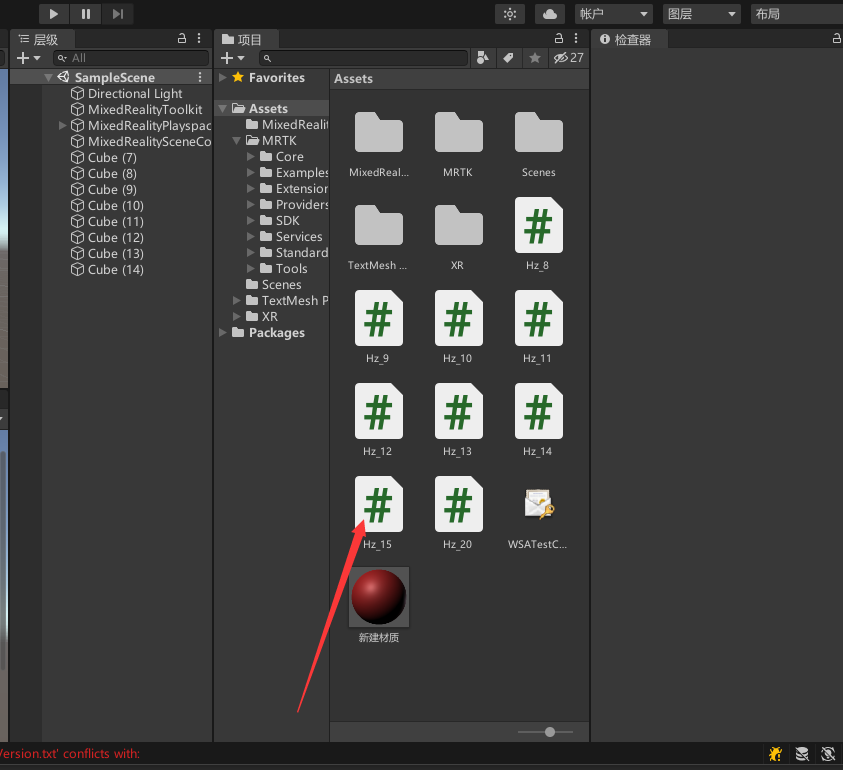 帐户
图层
布局
层级
项目
检查器
All
27
SampleScene
Directional Light
MixedRealityToolkit
MixedRealityPlayspac
MixedRealitySceneCo
Cube (7)
Cube (8)
Cube (9)
Cube (10)
Cube (11)
Cube (12)
Cube (13)
Cube (14)
Favorites
Assets
MixedRealit
MRTK
Core
Examples
Extension
Providers
SDK
Services
Standard
Tools
Scenes
TextMesh P
XR
Packages
Assets
MixedReal...
MRTK
Scenes
TextMesh ...
XR
Hz_8
Hz_9
Hz_10
Hz_11
Hz_12
Hz_13
Hz_14
Hz_15
Hz_20
WSATestC...
新建材质
Version.txt' conflicts with: